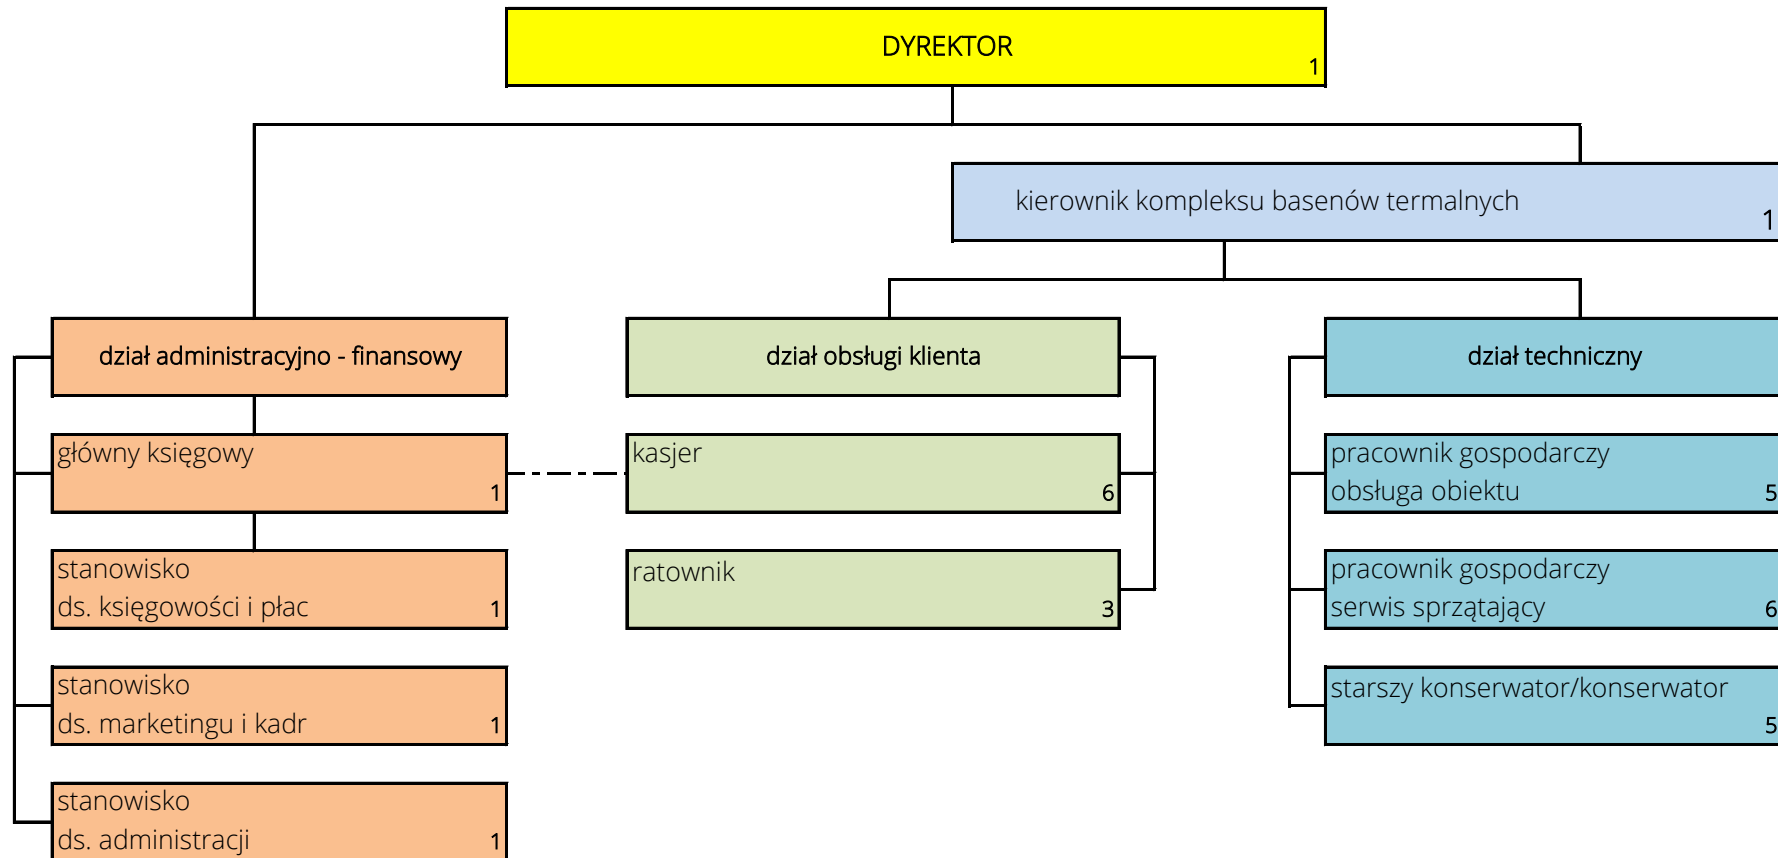 DYREKTOR
1
kierownik kompleksu basenów termalnych
1
dział administracyjno - finansowy
dział obsługi klienta
dział techniczny
główny księgowy
1
kasjer
6
pracownik gospodarczy
obsługa obiektu
5
stanowisko
ds. księgowości i płac
1
ratownik
3
pracownik gospodarczy
serwis sprzątający
6
stanowisko
ds. marketingu i kadr
1
starszy konserwator/konserwator
5
stanowisko
ds. administracji
1